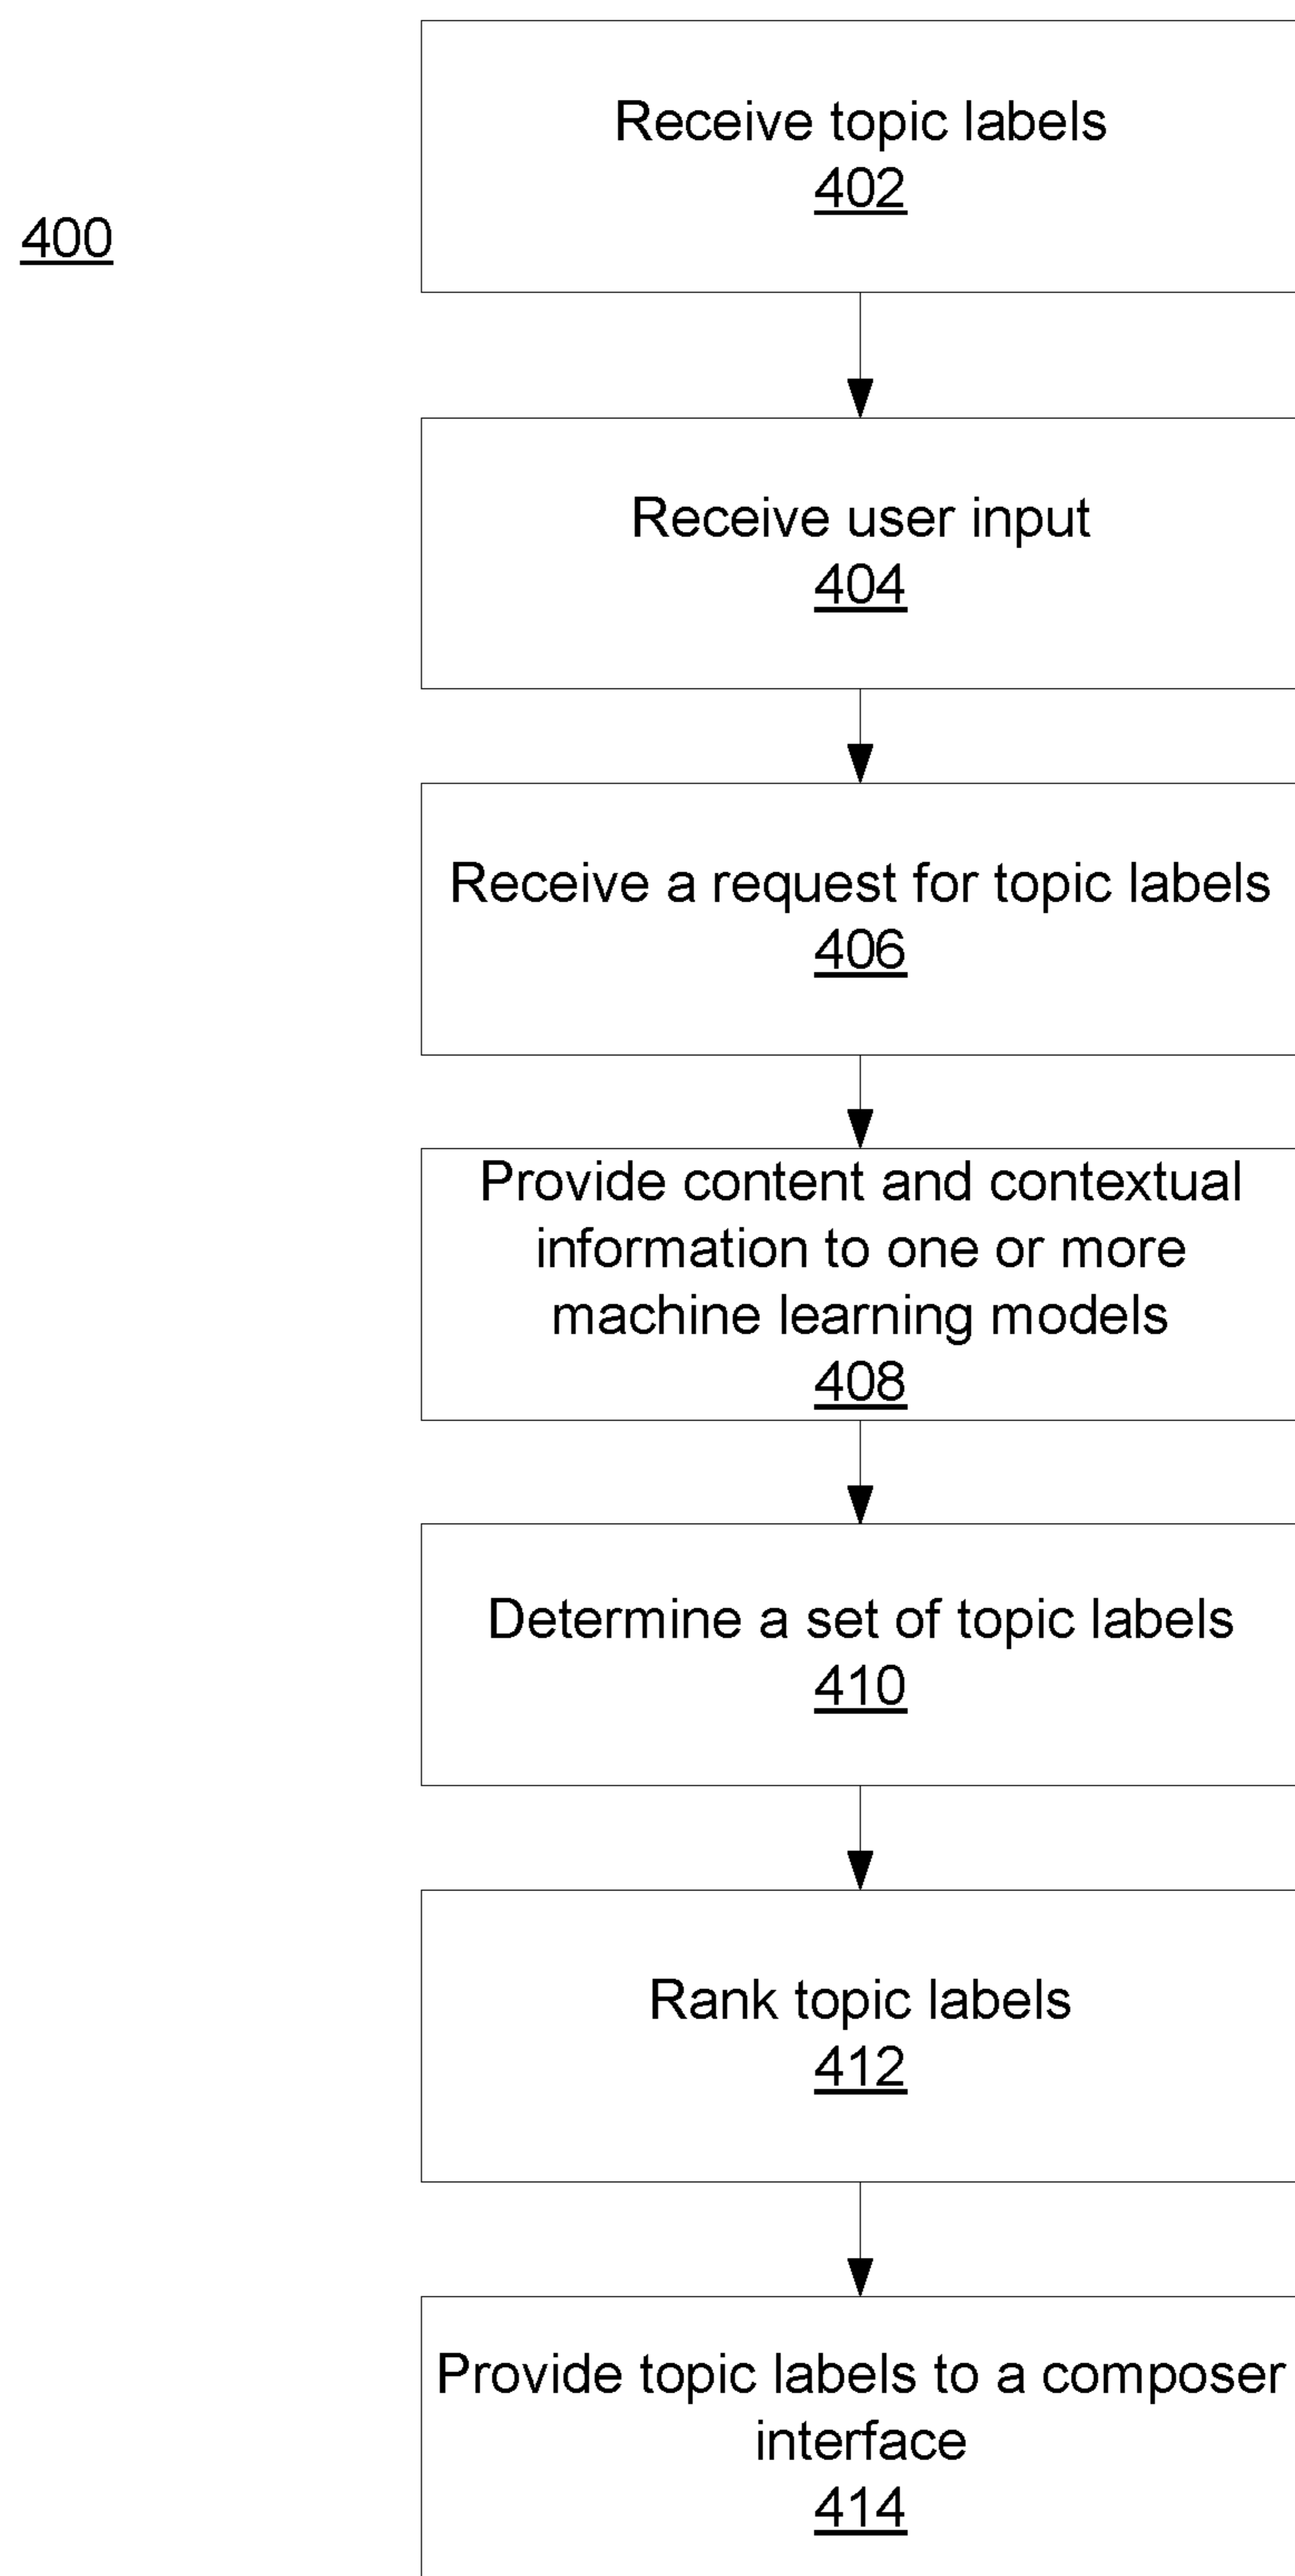 Receive topic labels
402
400
Receive user input
404
Receive a request for topic labels
406
Provide content and contextual
information to one or more
machine learning models
408
Determine a set of topic labels
410
Rank topic labels
412
Provide topic labels to a composer
interface
414